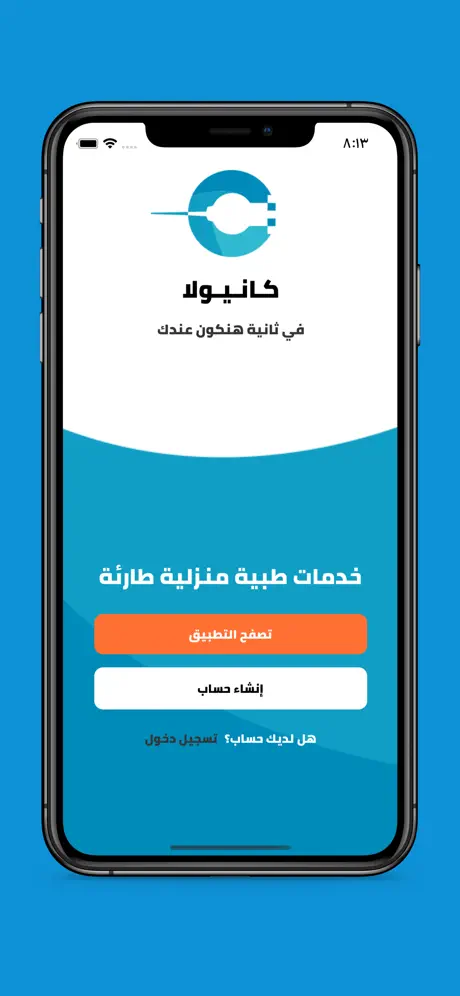 ٨:١٣
كانيولا
في ثانية هنكون عندك
خدمات طبية منزلية طارئة
تصفح التطبيق
إنشاء حساب
هل لديك حساب؟ تسجيل دخول